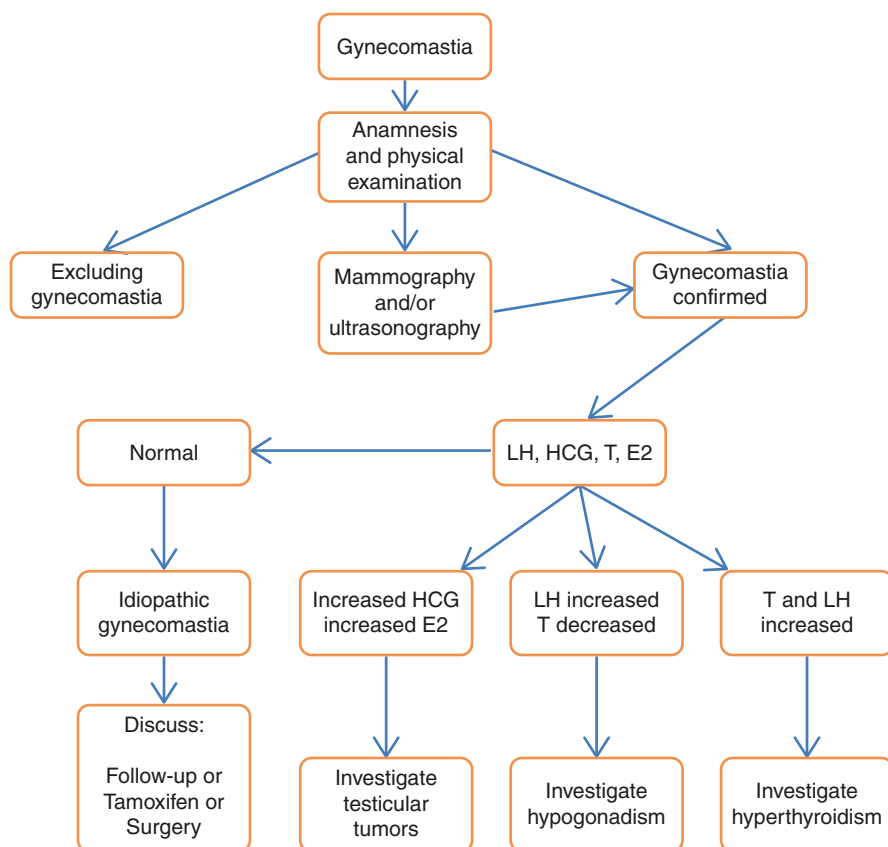 Gynecomastia
Anamnesis
and physical
examination
Excluding
gynecomastia
Mammography
and/or
ultrasonography
Gynecomastia
confirmed
Normal
LH, HCG, T, E2
Idiopathic
gynecomastia
Increased HCG
increased E2
LH increased
T decreased
T and LH
increased
Discuss:
Follow-up or
Tamoxifen or
Surgery
Investigate
testicular
tumors
Investigate
hypogonadism
Investigate
hyperthyroidism